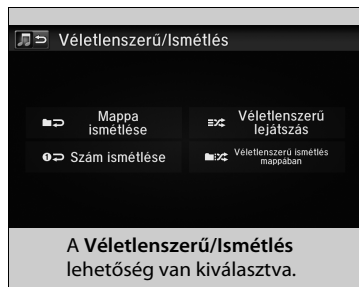 Véletlenszerű/Ismétlés
Mappa
ismétlése
Véletlenszerű
lejátszás
Szám ismétlése
Véletlenszerű ismétlés
mappában
A Véletlenszerű/Ismétlés
lehetőség van kiválasztva.